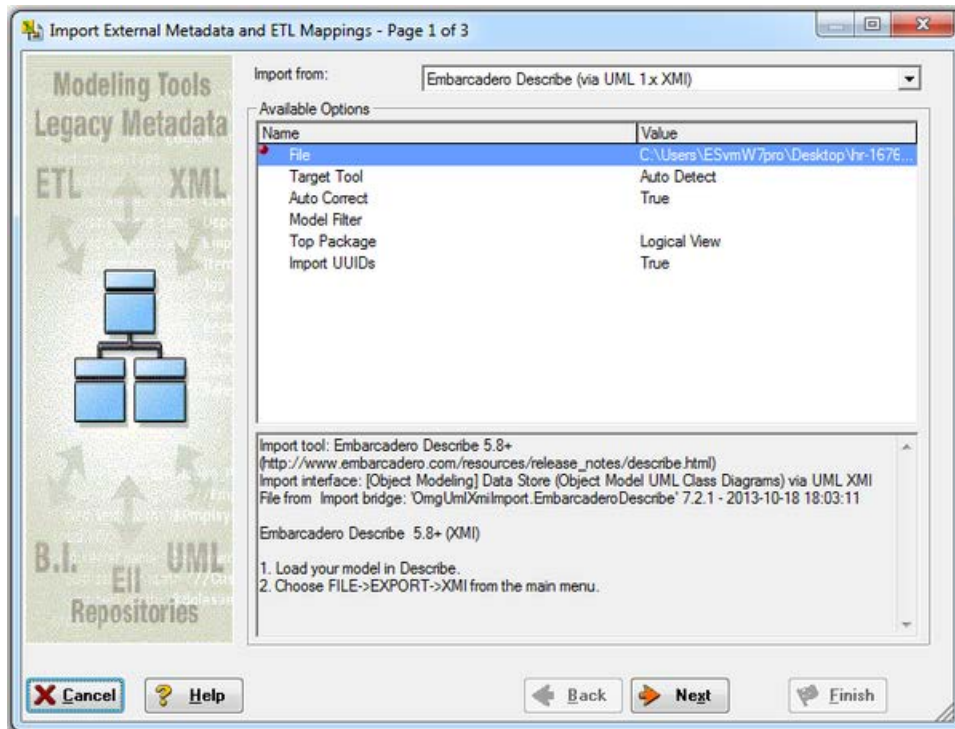 Import External Metadata and ETL Mappings - Page 1 of 3
Modeling Tools
Legacy Metadata
ETL
XML
B.I.
EII
UML
Repositories
Import from:
Embarcadero Describe (via UML 1.x XMI)
Available Options
Name Value
File C:\Users\ESvmW7pro\Desktop\hr-1676...
Target Tool Auto Detect
Auto Correct True
Model Filter
Top Package Logical View
Import UUIDs True
Import tool: Embarcadero Describe 5.8+
(http://www.embarcadero.com/resources/release_notes/describe.html)
Import interface: [Object Modeling] Data Store (Object Model UML Class Diagrams) via UML XMI
File from Import bridge: 'OmgUmlXmiImport.EmbarcaderoDescribe' 7.2.1 - 2013-10-18 18:03:11
Embarcadero Describe 5.8+ (XMI)
1. Load your model in Describe.
2. Choose FILE->EXPORT->XMI from the main menu.
Cancel
Help
Back
Next
Finish